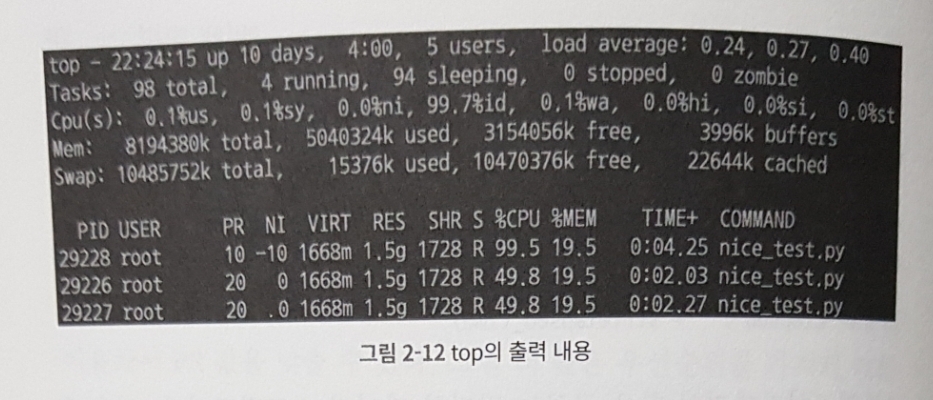 top - 22:24:15 up 10 days, 4:00, 5 users, load average: 0.24, 0.27, 0.40
Tasks: 98 total, 4 running, 94 sleeping, 0 stopped, 0 zombie
Cpu(s): 0.1%us, 0.1%sy, 0.0%ni, 99.7%id, 0.1%wa, 0.0%hi, 0.0%si, 0.0%st
Mem: 8194380k total, 5040324k used, 3154056k free, 3996k buffers
Swap: 10485752k total, 15376k used, 10470376k free, 22644k cached
PID USER PR NI VIRT RES SHR S %CPU %MEM TIME+ COMMAND
29228 root 10 -10 1668m 1.5g 1728 R 99.5 19.5 0:04.25 nice_test.py
29226 root 20 0 1668m 1.5g 1728 R 49.8 19.5 0:02.03 nice_test.py
29227 root 20 .0 1668m 1.5g 1728 R 49.8 19.5 0:02.27 nice_test.py
그림 2-12 top의 출력 내용